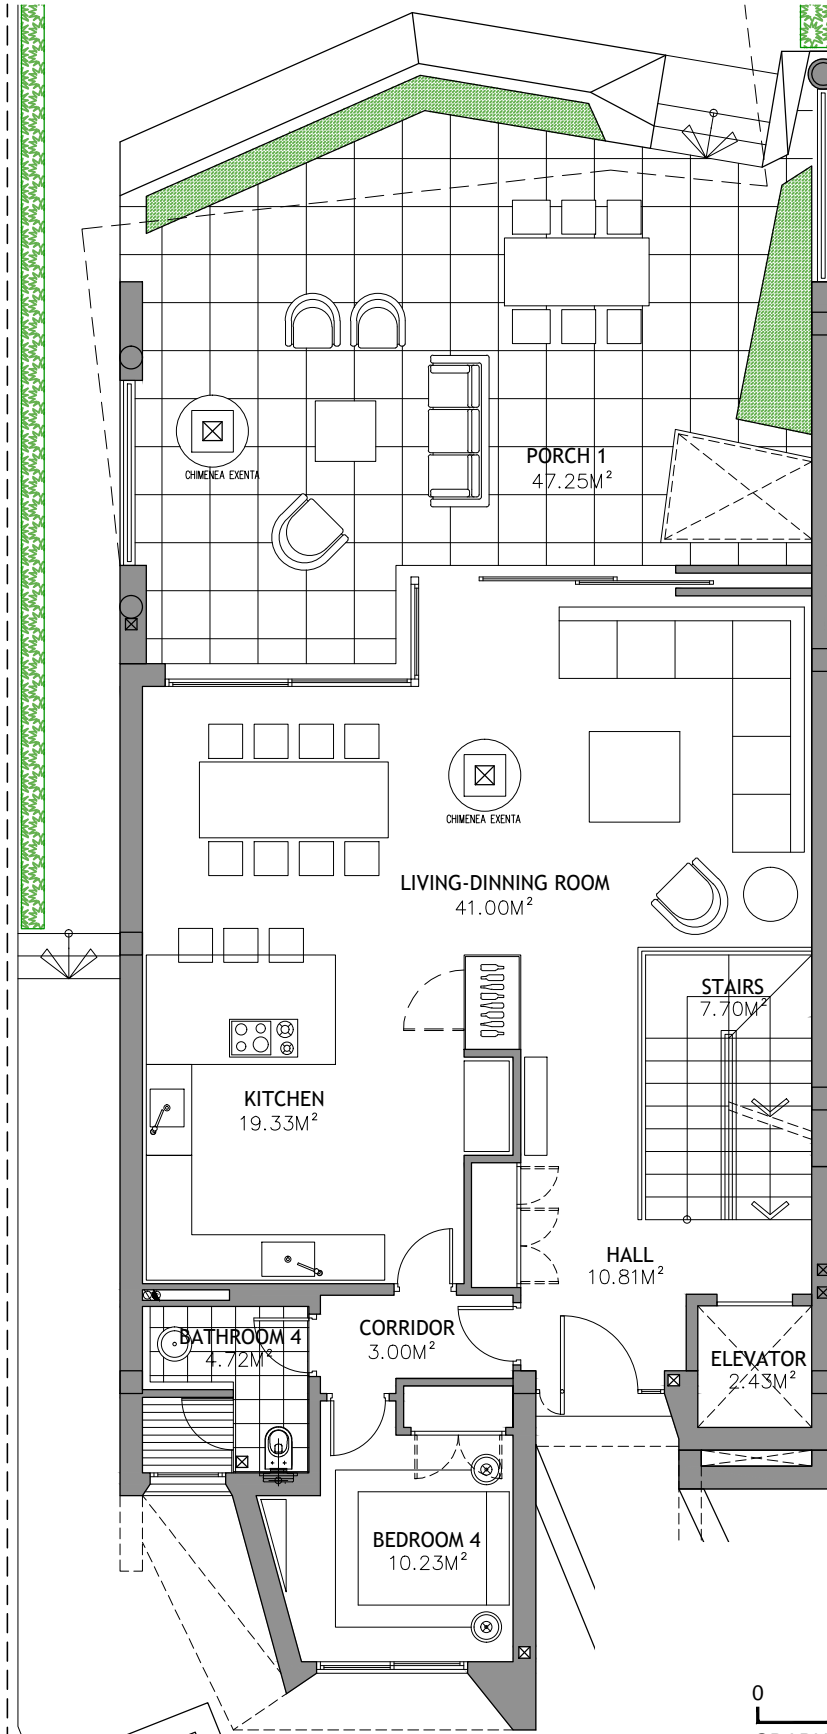 PORCH 1
47.25M²
CHIMENEA EXENTA
CHIMENEA EXENTA
LIVING-DINNING ROOM
41.00M²
STAIRS
7.70M²
KITCHEN
19.33M²
HALL
10.81M²
BATHROOM 4
4.72M²
CORRIDOR
3.00M²
ELEVATOR
2.43M²
BEDROOM 4
10.23M²
0